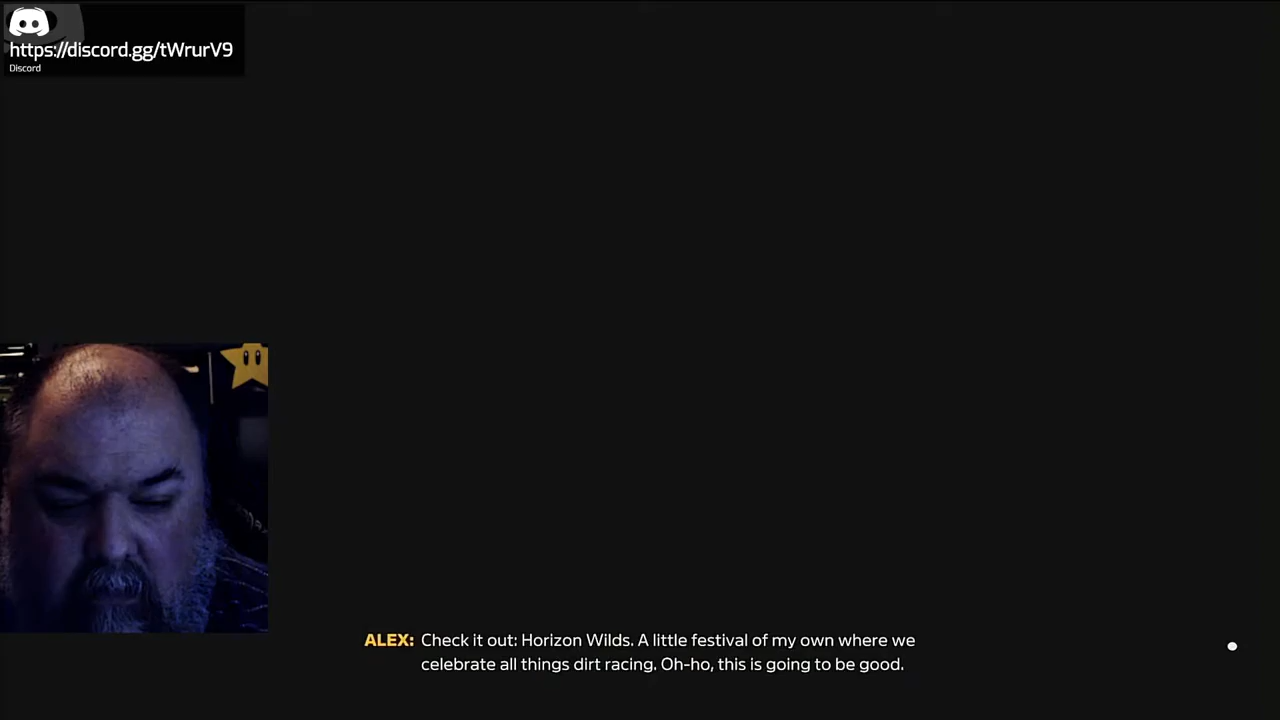 https://discord.gg/tWrurV9
Discord
ALEX: Check it out: Horizon Wilds. A little festival of my own where we
celebrate all things dirt racing. Oh-ho, this is going to be good.